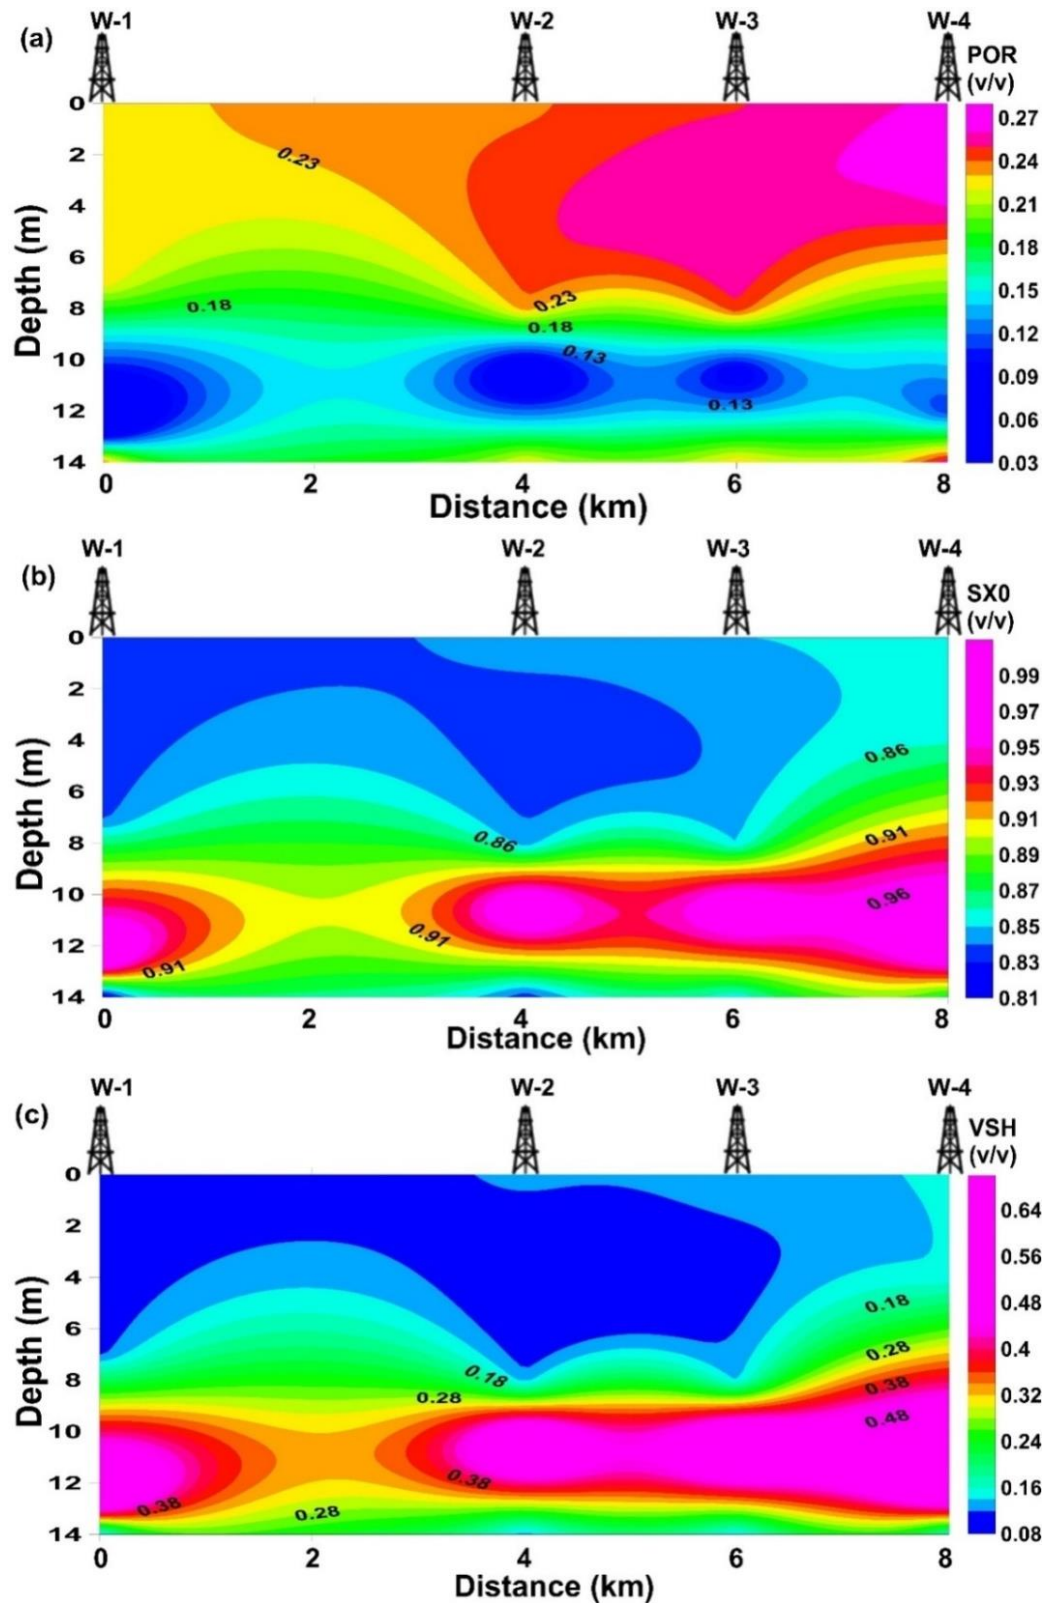 W-1 W-2 W-3 W-4
(a)
POR
(v/v)
0 0.27
2 0.23 0.24
4 0.21
6 0.18
8 0.18 0.23 0.15
0.18
10 0.13 0.12
0.09
12 0.13 0.06
14 0.03
Depth (m)
0 2 4 6 8
Distance (km)
W-1 W-2 W-3 W-4
(b)
SX0
(v/v)
0
0.99
2 0.97
4 0.86 0.95
6 0.93
8 0.86 0.91 0.91
0.89
10 0.96 0.87
0.91
12 0.91 0.85
0.83
14 0.81
Depth (m)
0 2 4 6 8
Distance (km)
W-1 W-2 W-3 W-4
(c)
VSH
(v/v)
0
0.64
2
0.56
4
0.18 0.48
6
0.28 0.4
8 0.18 0.38
0.28 0.32
0.48
10 0.24
12 0.38 0.38 0.16
0.28
14 0.08
Depth (m)
0 2 4 6 8
Distance (km)